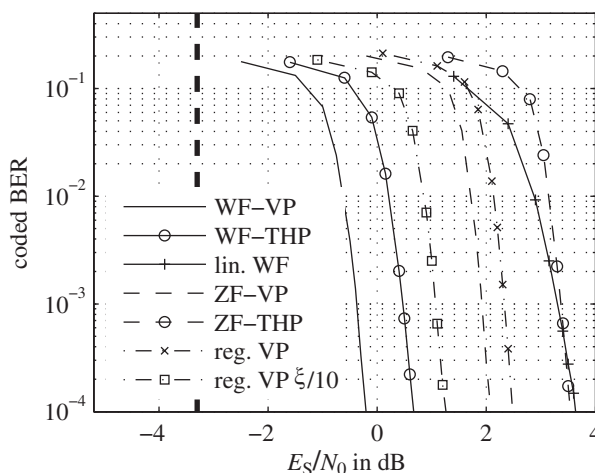 10⁻¹
10⁻²
10⁻³
10⁻⁴
coded BER
WF−VP
WF−THP
lin. WF
ZF−VP
ZF−THP
reg. VP
reg. VP ξ/10
−4 −2 0 2 4
E_S/N_0 in dB